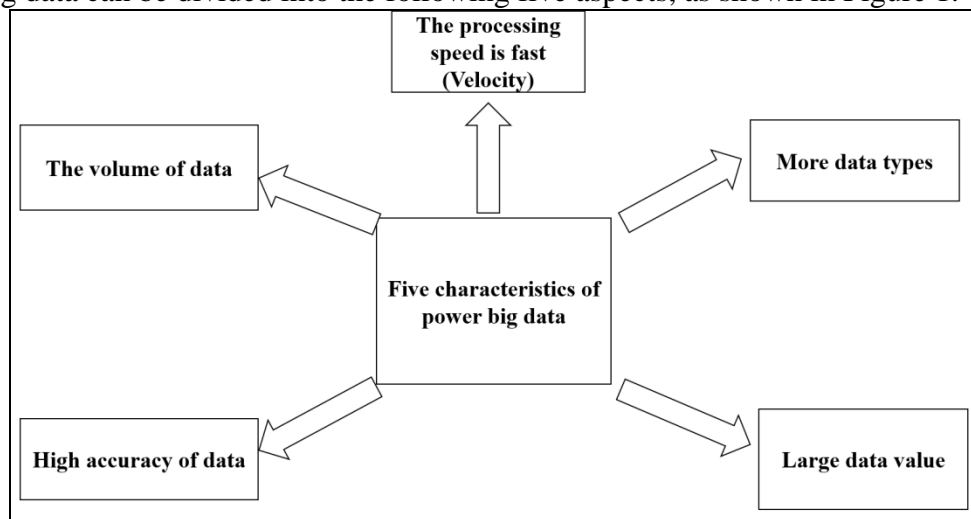 g data can be divided into the following five aspects, as shown in Figure 1.
The processing
speed is fast
(Velocity)
The volume of data
More data types
Five characteristics of
power big data
High accuracy of data
Large data value